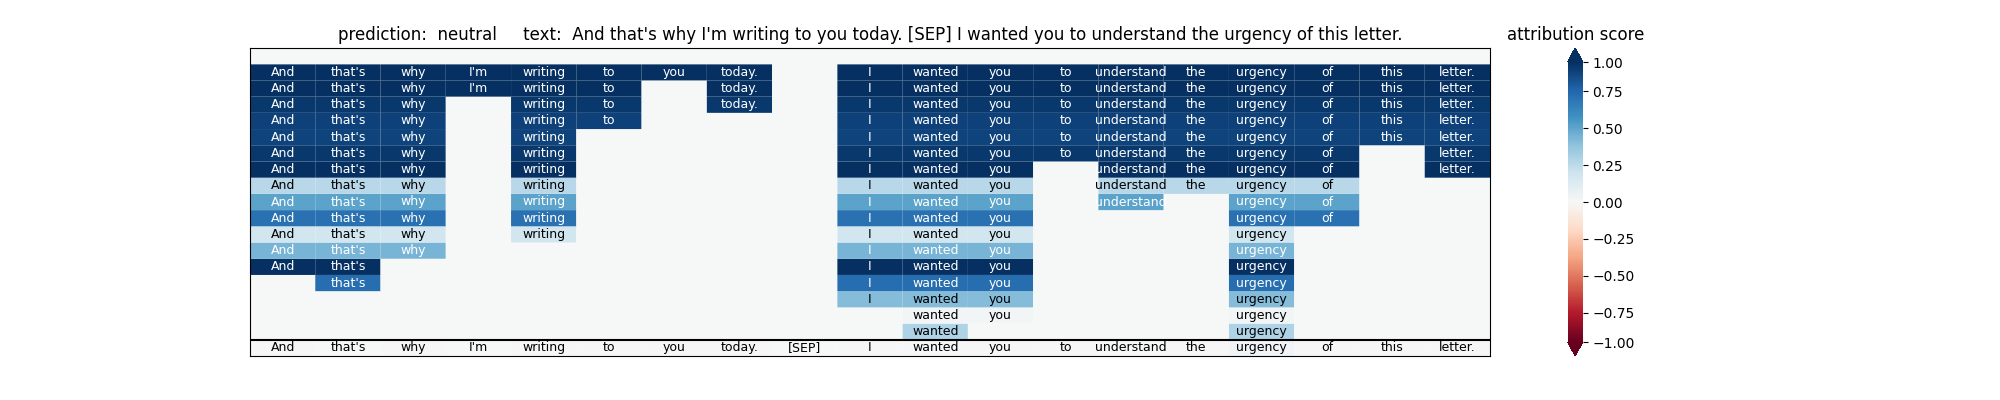 prediction: neutral text: And that's why I'm writing to you today. [SEP] I wanted you to understand the urgency of this letter. attribution score
And that's why I'm writing to you today. I wanted you to understand the urgency of this letter. 1.00
And that's why I'm writing to today. I wanted you to understand the urgency of this letter. 0.75
And that's why writing to today. I wanted you to understand the urgency of this letter.
And that's why writing to I wanted you to understand the urgency of this letter. 0.50
And that's why writing I wanted you to understand the urgency of this letter.
And that's why writing I wanted you to understand the urgency of letter. 0.25
And that's why writing I wanted you understand the urgency of letter.
And that's why writing I wanted you understand the urgency of
And that's why writing I wanted you understand urgency of 0.00
And that's why writing I wanted you urgency of
And that's why writing I wanted you urgency −0.25
And that's why I wanted you urgency
And that's I wanted you urgency −0.50
that's I wanted you urgency
I wanted you urgency
wanted you urgency −0.75
wanted urgency
And that's why I'm writing to you today. [SEP] I wanted you to understand the urgency of this letter. −1.00